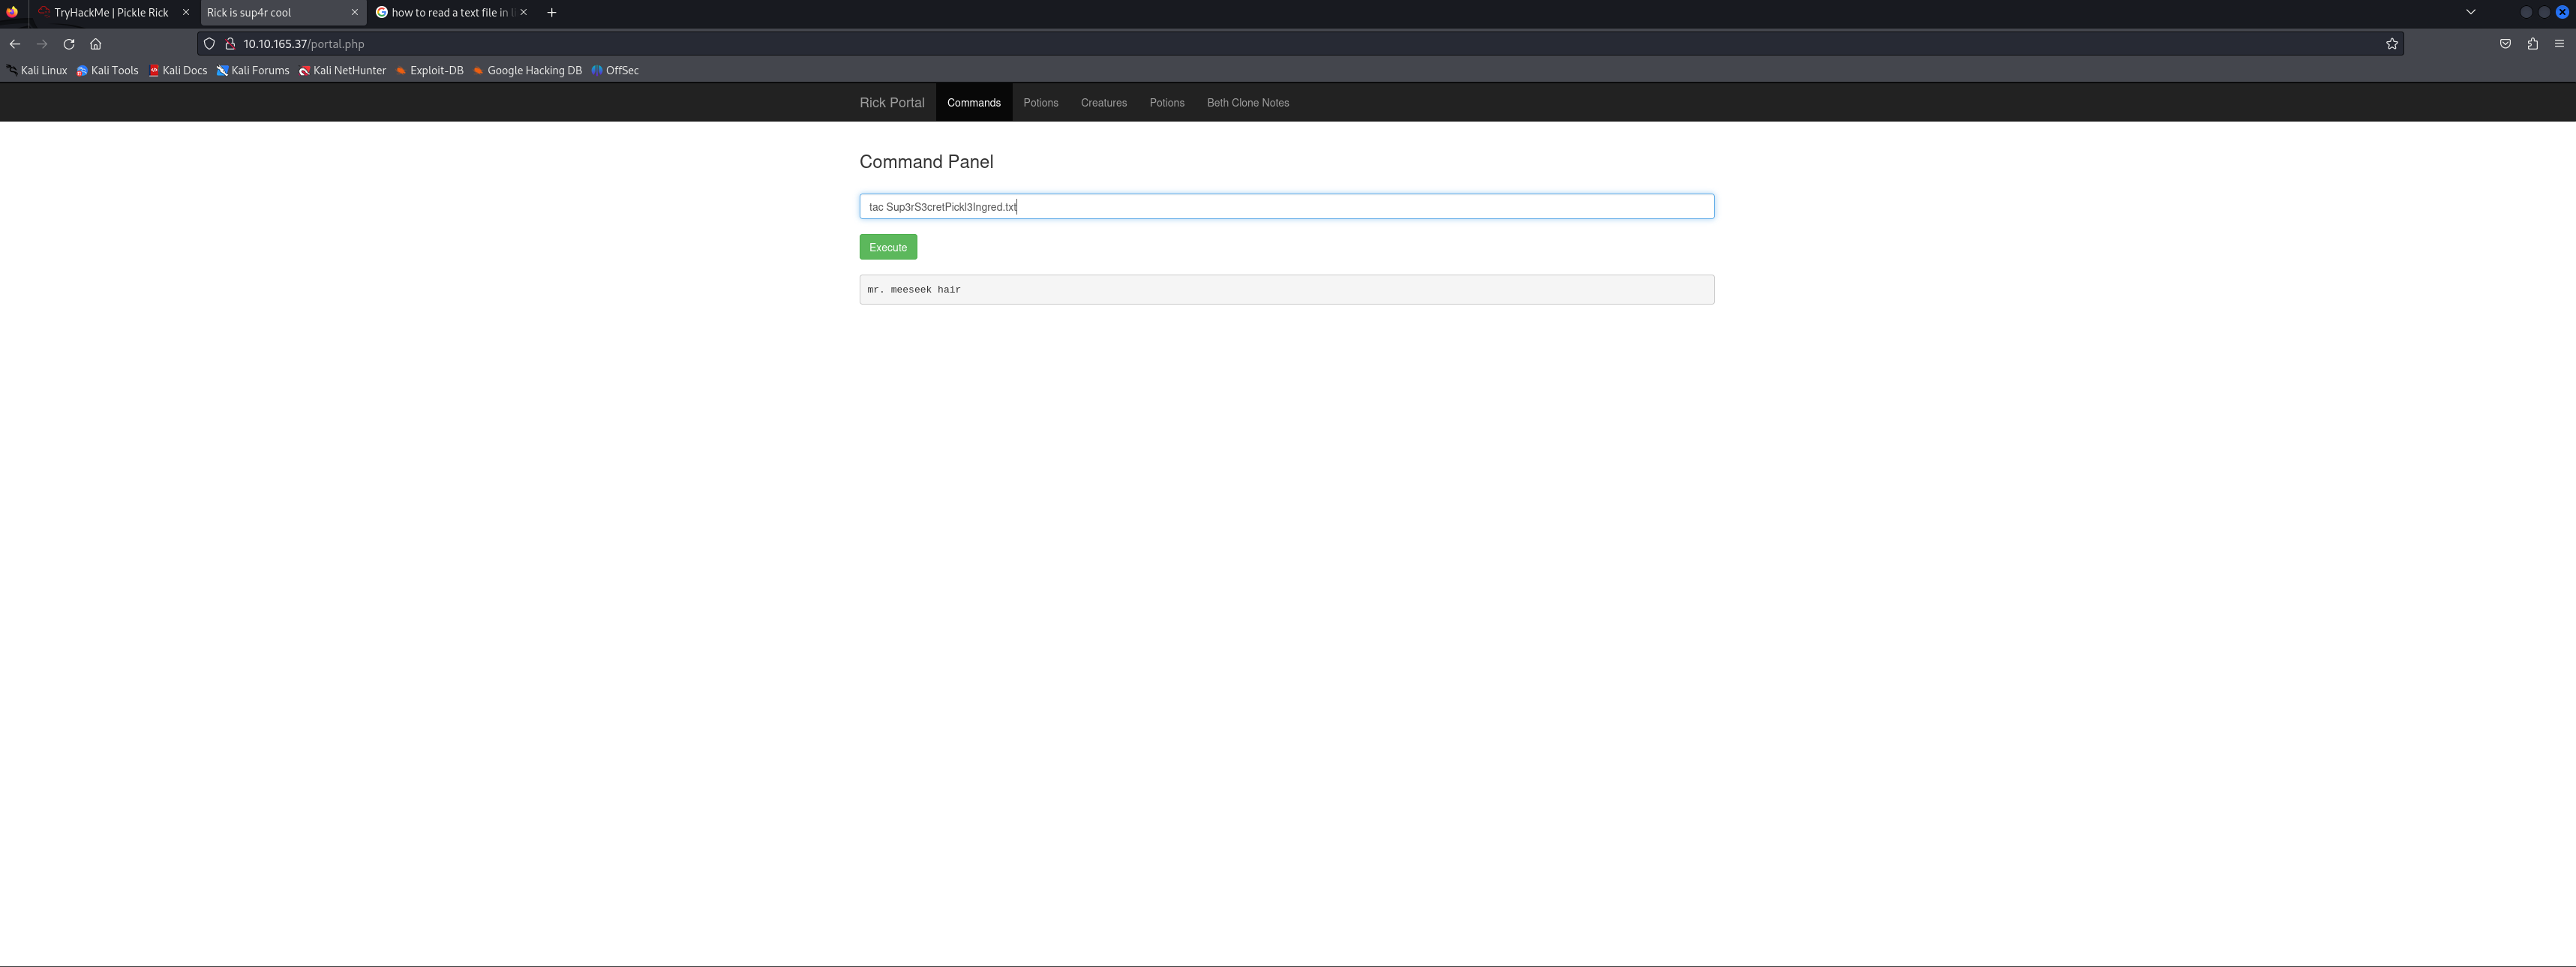 TryHackMe | Pickle Rick
Rick is sup4r cool
how to read a text file in li
10.10.165.37/portal.php
Kali Linux Kali Tools Kali Docs Kali Forums Kali NetHunter Exploit-DB Google Hacking DB OffSec
Rick Portal Commands Potions Creatures Potions Beth Clone Notes
Command Panel
tac Sup3rS3cretPickl3Ingred.txt
Execute
mr. meeseek hair